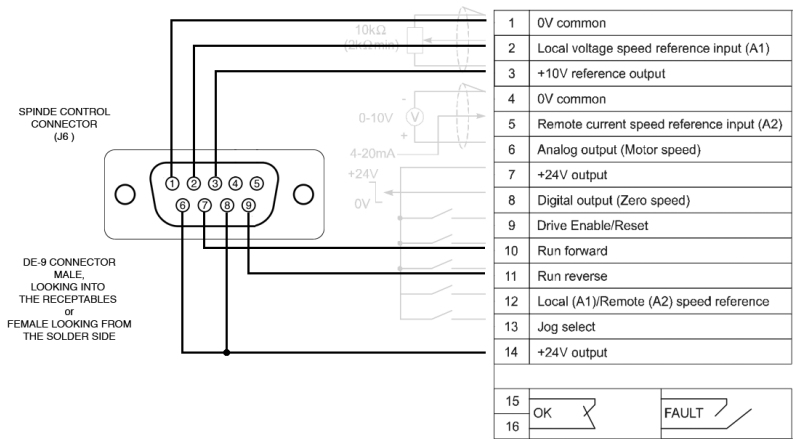 SPINDE CONTROL
CONNECTOR
(J6 )
1 2 3 4 5
6 7 8 9
DE-9 CONNECTOR
MALE,
LOOKING INTO
THE RECEPTABLES
or
FEMALE LOOKING FROM
THE SOLDER SIDE
10kΩ
(2kΩmin)
0-10V
-
V
+
4-20mA
+24V
0V
1 0V common
2 Local voltage speed reference input (A1)
3 +10V reference output
4 0V common
5 Remote current speed reference input (A2)
6 Analog output (Motor speed)
7 +24V output
8 Digital output (Zero speed)
9 Drive Enable/Reset
10 Run forward
11 Run reverse
12 Local (A1)/Remote (A2) speed reference
13 Jog select
14 +24V output
15
16
OK
FAULT